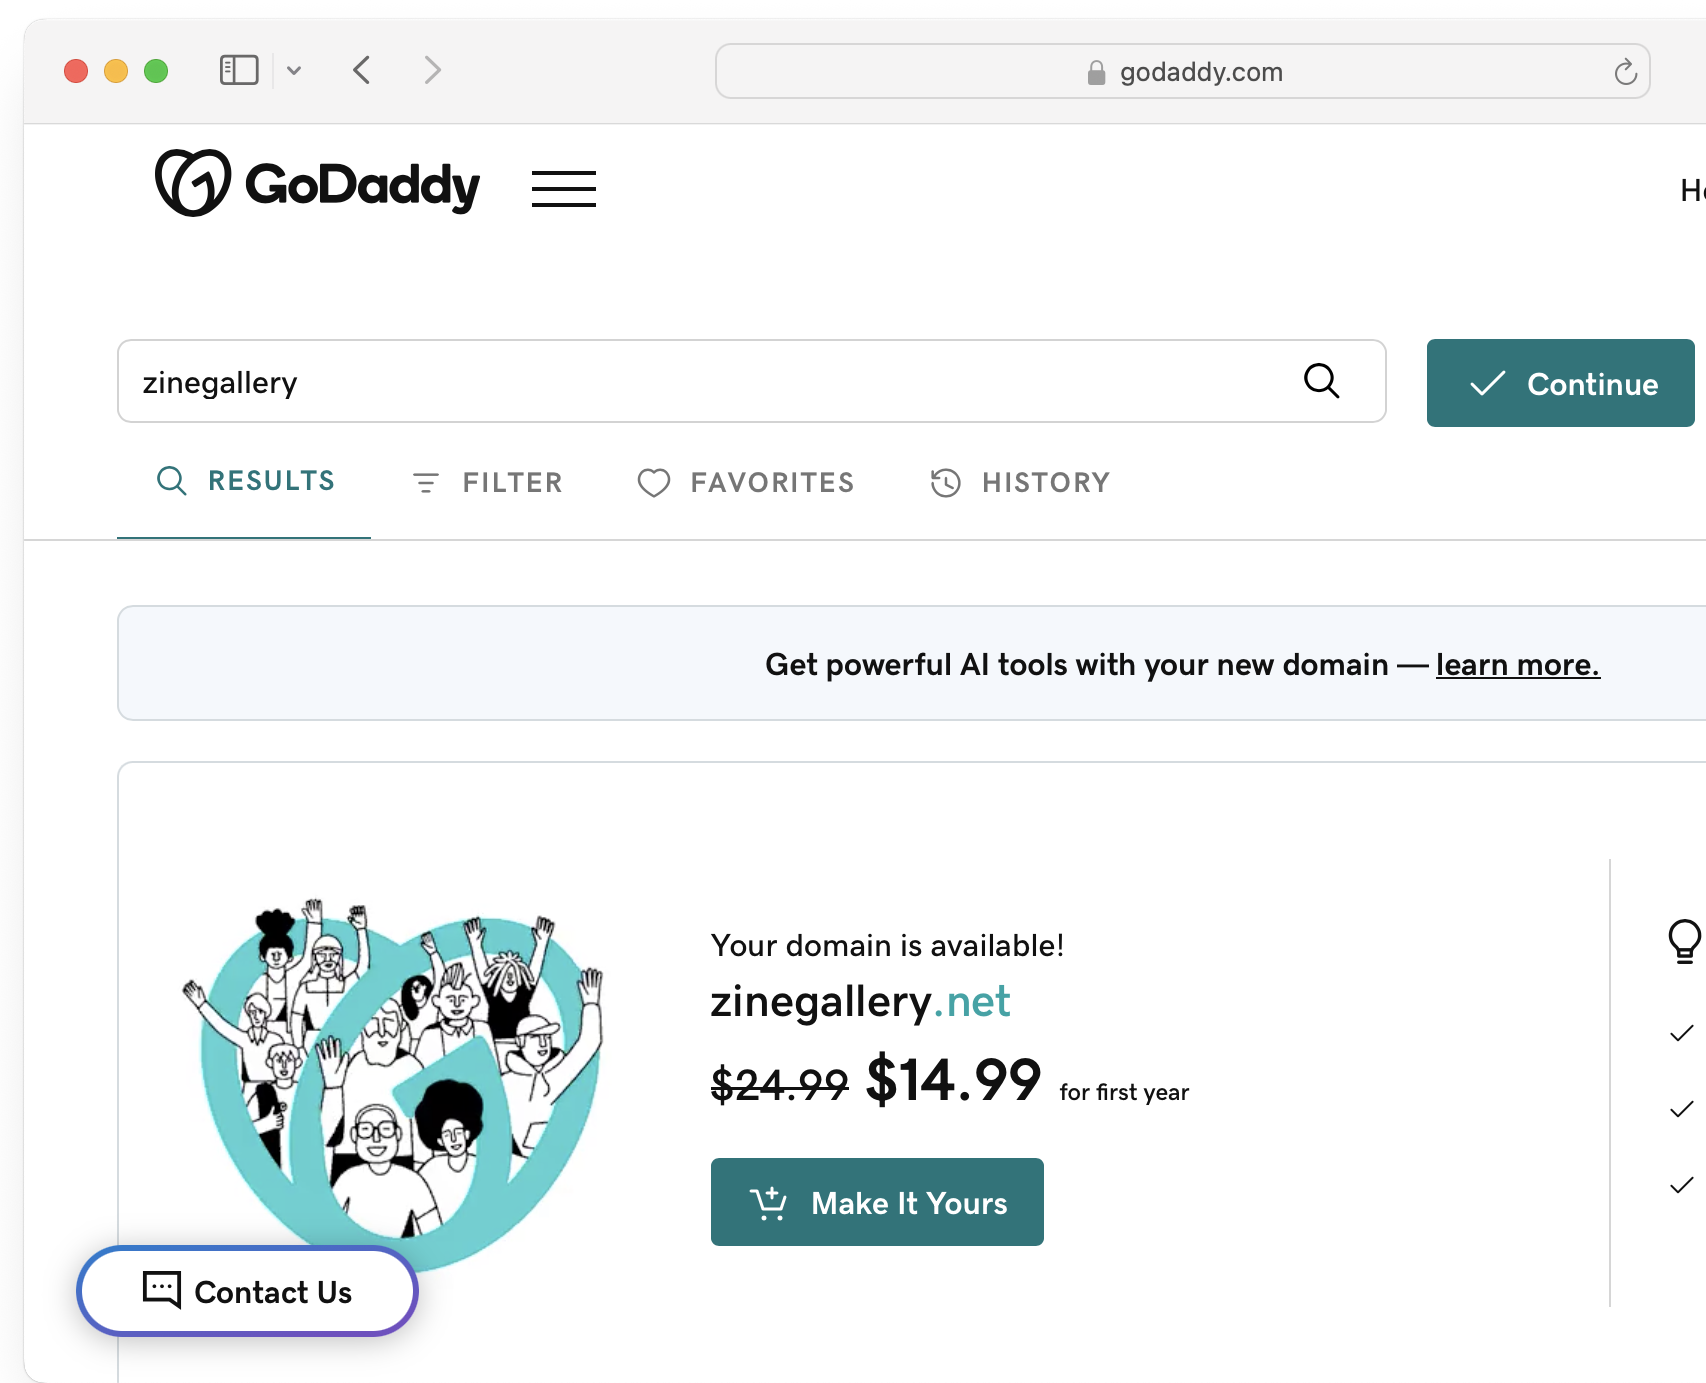 godaddy.com
GoDaddy
zinegallery
Continue
RESULTS FILTER FAVORITES HISTORY
Get powerful AI tools with your new domain — learn more.
Your domain is available!
zinegallery.net
$24.99 $14.99 for first year
Make It Yours
Contact Us